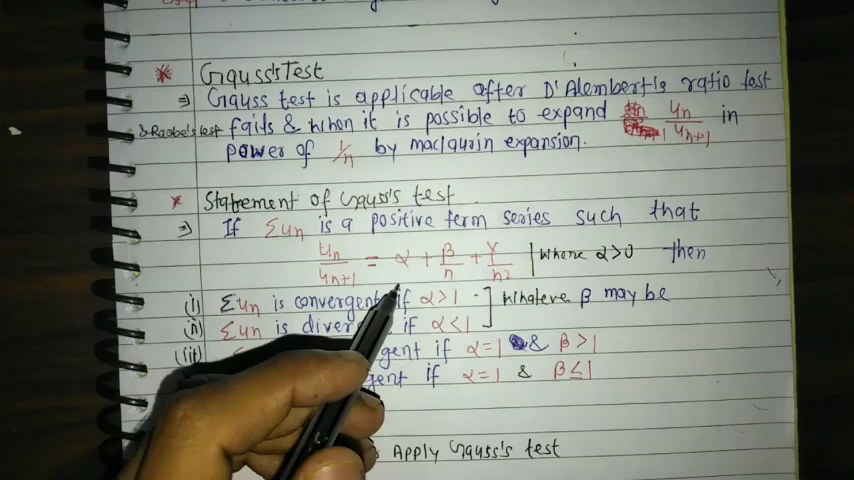 * Gauss's Test
⇒ Gauss test is applicable after D'Alembert's ratio test
& Raabe's test fails & when it is possible to expand un/un+1 in
power of 1/n by maclaurin expansion.
* Statement of Gauss's test.
⇒ If Σun is a positive term series such that
un/un+1 = α + β/n + γ/n2 | where α>0 then
(i) Σun is convergent if α>1 ] Whatever β may be
(ii) Σun is diver if α<1
(iii) gent if α=1 & β>1
gent if α=1 & β≤1
Apply Gauss's test